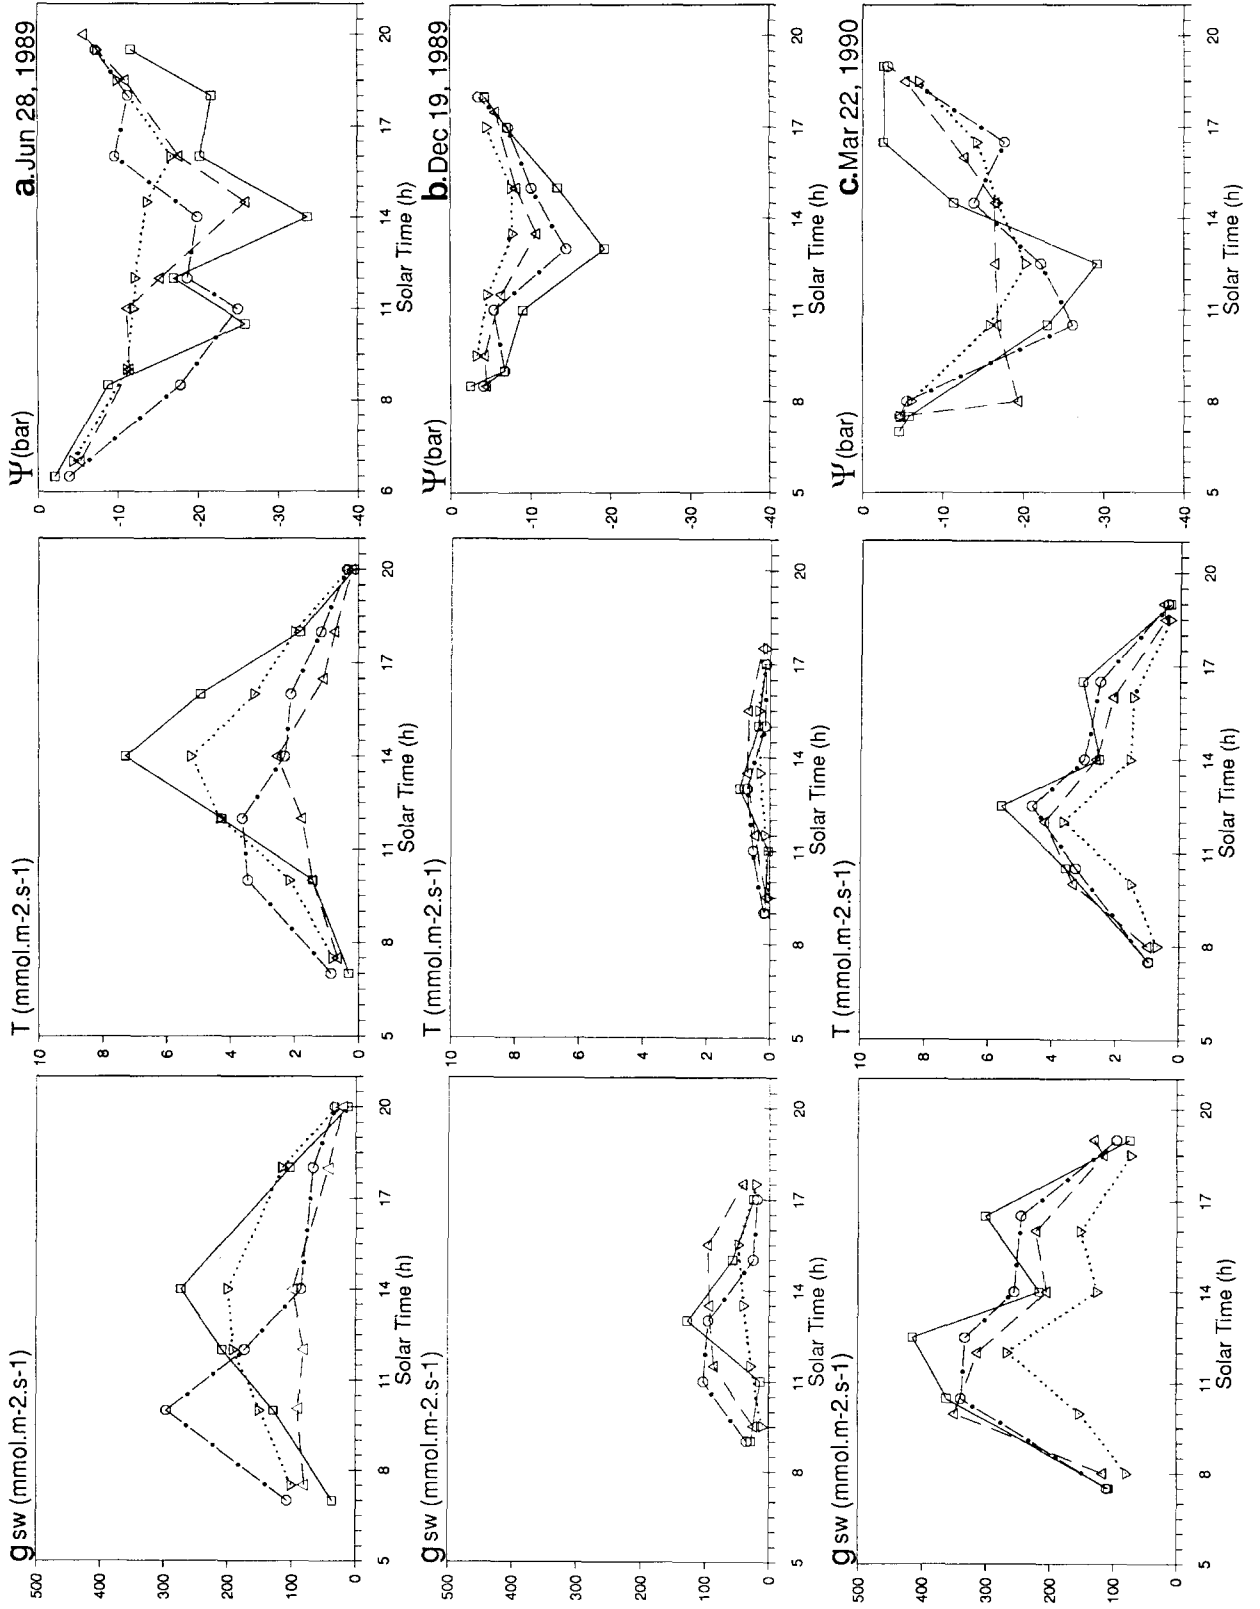 g sw (mmol.m-2.s-1)
500
400
300
200
100
0
5 8 11 14 17 20
Solar Time (h)
T (mmol.m-2.s-1)
10
8
6
4
2
0
5 8 11 14 17 20
Solar Time (h)
Ψ(bar)
a.Jun 28, 1989
0
-10
-20
-30
-40
6 8 11 14 17 20
Solar Time (h)
g sw (mmol.m-2.s-1)
500
400
300
200
100
0
5 8 11 14 17 20
Solar Time (h)
T (mmol.m-2.s-1)
10
8
6
4
2
0
5 8 11 14 17 20
Solar Time (h)
Ψ(bar)
b.Dec 19, 1989
0
-10
-20
-30
-40
5 8 11 14 17 20
Solar Time (h)
g sw (mmol.m-2.s-1)
500
400
300
200
100
0
5 8 11 14 17 20
Solar Time (h)
T (mmol.m-2.s-1)
10
8
6
4
2
0
5 8 11 14 17 20
Solar Time (h)
Ψ(bar)
c.Mar 22, 1990
0
-10
-20
-30
-40
5 8 11 14 17 20
Solar Time (h)